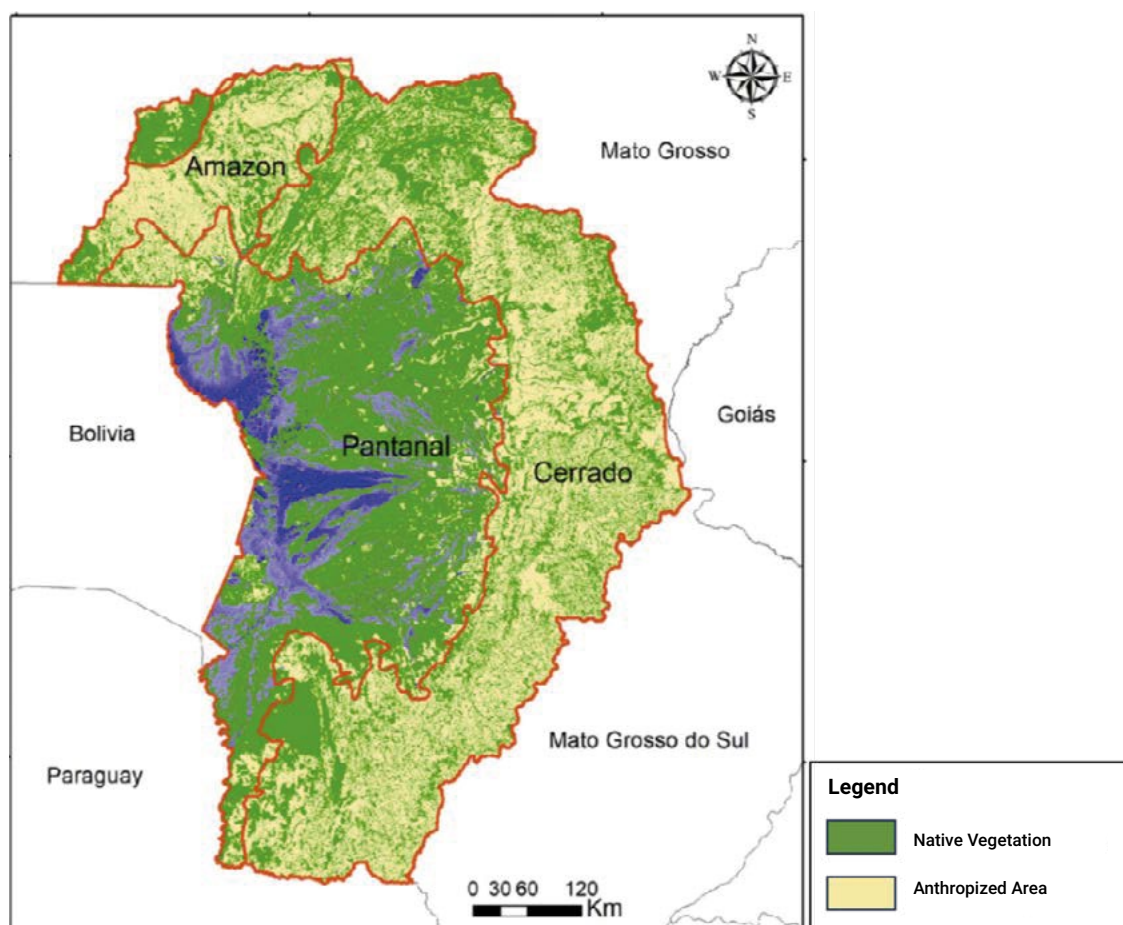 N
W E
S
Mato Grosso
Amazon
Goiás
Bolivia
Pantanal
Cerrado
Mato Grosso do Sul
Paraguay
Legend
Native Vegetation
Anthropized Area
0 30 60 120
Km